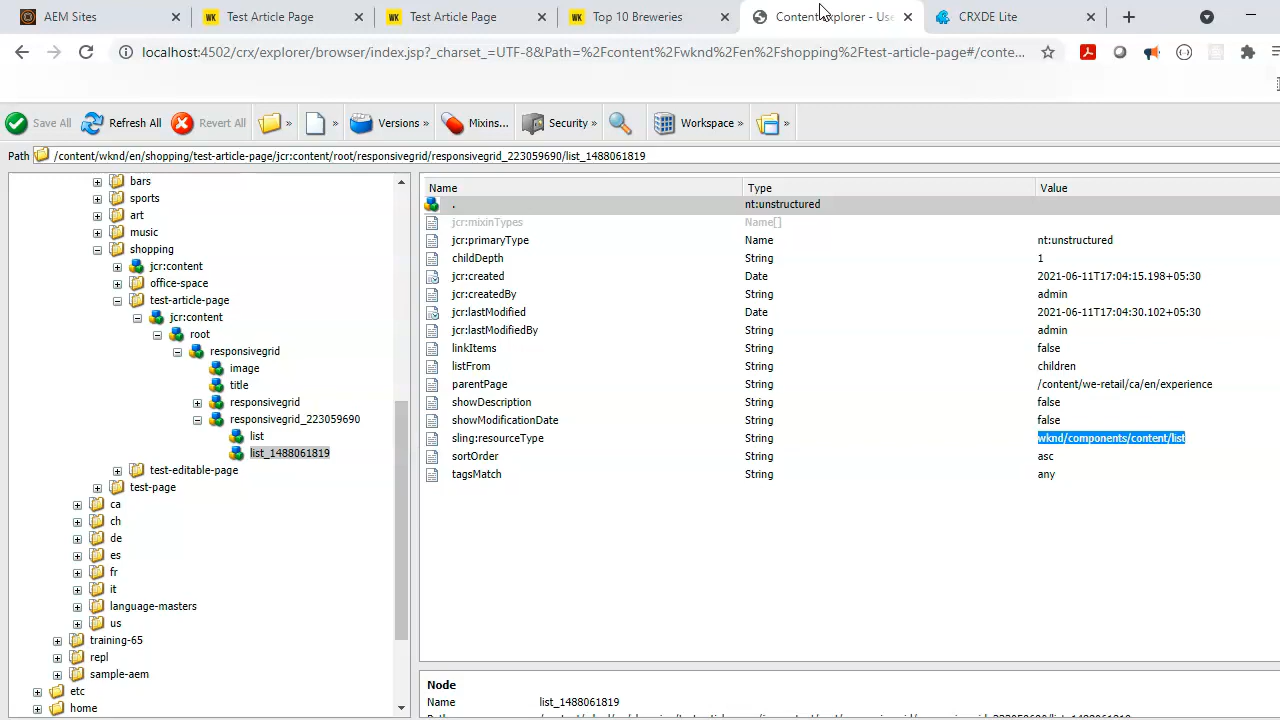 AEM Sites
Test Article Page
Test Article Page
Top 10 Breweries
Content Explorer - Use
CRXDE Lite
localhost:4502/crx/explorer/browser/index.jsp?_charset_=UTF-8&Path=%2Fcontent%2Fwknd%2Fen%2Fshopping%2Ftest-article-page#/conte...
Save All
Refresh All
Revert All
Versions »
Mixins...
Security »
Workspace »
Path /content/wknd/en/shopping/test-article-page/jcr:content/root/responsivegrid/responsivegrid_223059690/list_1488061819
bars
sports
art
music
shopping
jcr:content
office-space
test-article-page
jcr:content
root
responsivegrid
image
title
responsivegrid
responsivegrid_223059690
list
list_1488061819
test-editable-page
test-page
ca
ch
de
es
fr
it
language-masters
us
training-65
repl
sample-aem
etc
home
Name Type Value
. nt:unstructured
jcr:mixinTypes Name[]
jcr:primaryType Name nt:unstructured
childDepth String 1
jcr:created Date 2021-06-11T17:04:15.198+05:30
jcr:createdBy String admin
jcr:lastModified Date 2021-06-11T17:04:30.102+05:30
jcr:lastModifiedBy String admin
linkItems String false
listFrom String children
parentPage String /content/we-retail/ca/en/experience
showDescription String false
showModificationDate String false
sling:resourceType String wknd/components/content/list
sortOrder String asc
tagsMatch String any
Node
Name list_1488061819